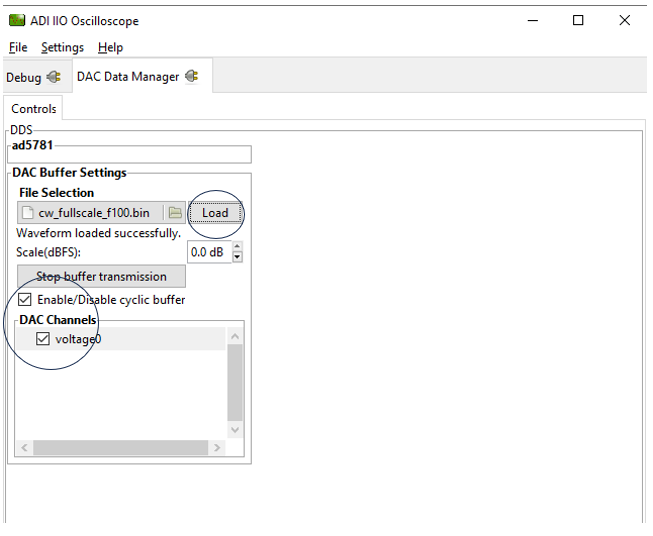 ADI IIO Oscilloscope
File Settings Help
Debug DAC Data Manager
Controls
DDS
ad5781
DAC Buffer Settings
File Selection
cw_fullscale_f100.bin Load
Waveform loaded successfully.
Scale(dBFS): 0.0 dB
Stop buffer transmission
Enable/Disable cyclic buffer
DAC Channels
voltage0